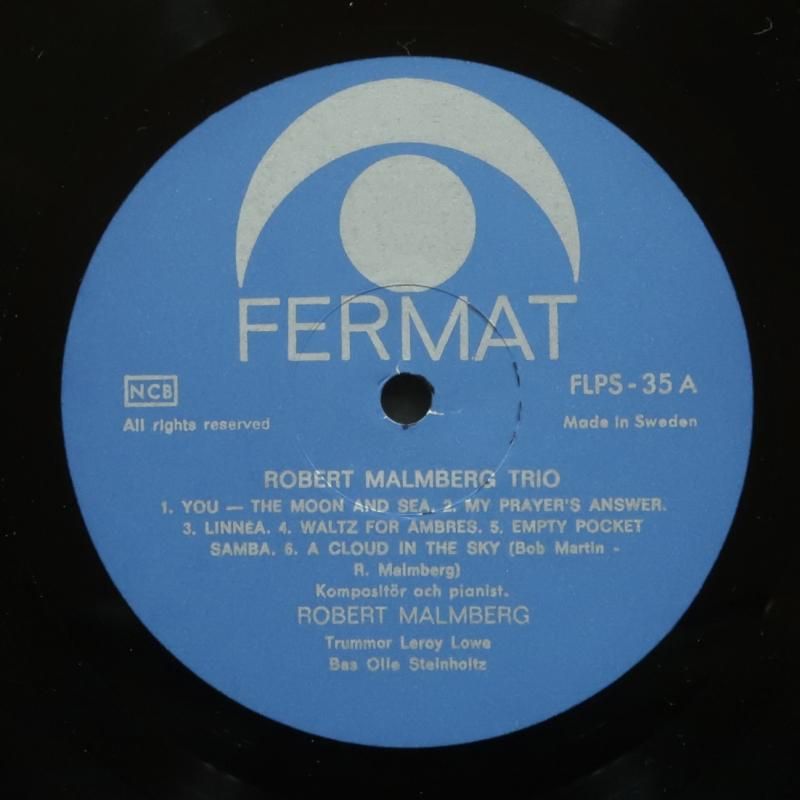 FERMAT
NCB
FLPS - 35 A
All rights reserved
Made in Sweden
ROBERT MALMBERG TRIO
1. YOU — THE MOON AND SEA. 2. MY PRAYER'S ANSWER.
3. LINNÉA. 4. WALTZ FOR AMBRES. 5. EMPTY POCKET
SAMBA. 6. A CLOUD IN THE SKY (Bob Martin -
R. Malmberg)
Kompositör och pianist.
ROBERT MALMBERG
Trummor Leroy Lowe
Bas Olle Steinholtz